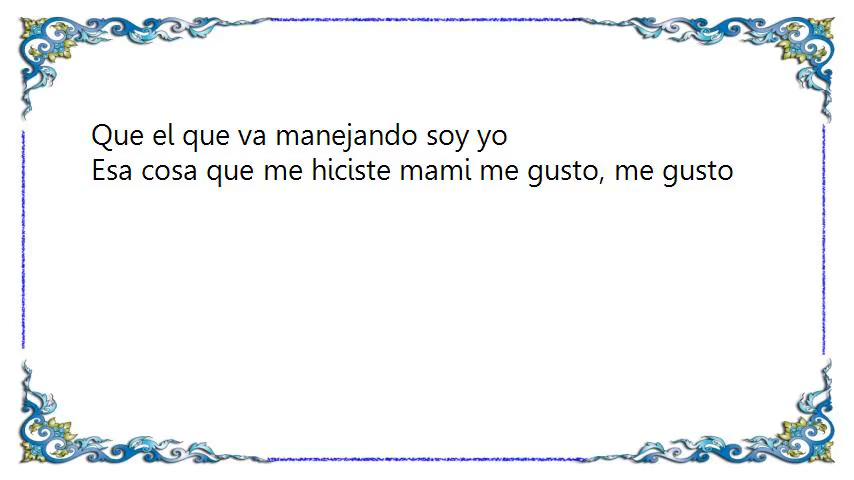 Que el que va manejando soy yo
Esa cosa que me hiciste mami me gusto, me gusto